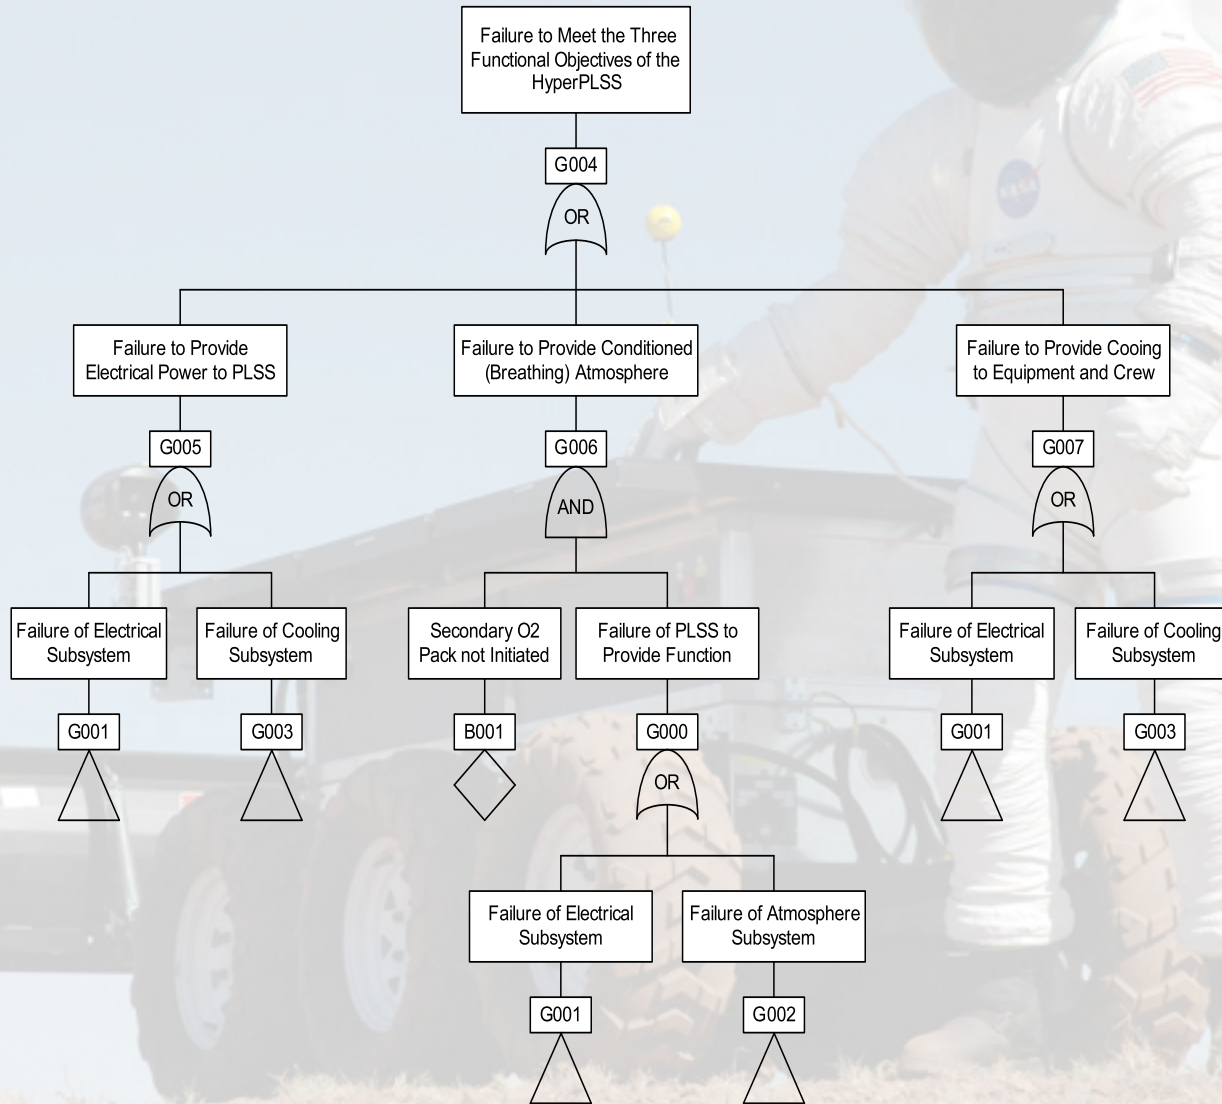 Failure to Meet the Three
Functional Objectives of the
HyperPLSS
G004
OR
Failure to Provide
Electrical Power to PLSS
Failure to Provide Conditioned
(Breathing) Atmosphere
Failure to Provide Cooing
to Equipment and Crew
G005
G006
G007
OR
AND
OR
Failure of Electrical
Subsystem
Failure of Cooling
Subsystem
Secondary O2
Pack not Initiated
Failure of PLSS to
Provide Function
Failure of Electrical
Subsystem
Failure of Cooling
Subsystem
G001
G003
B001
G000
G001
G003
OR
Failure of Electrical
Subsystem
Failure of Atmosphere
Subsystem
G001
G002
NASA